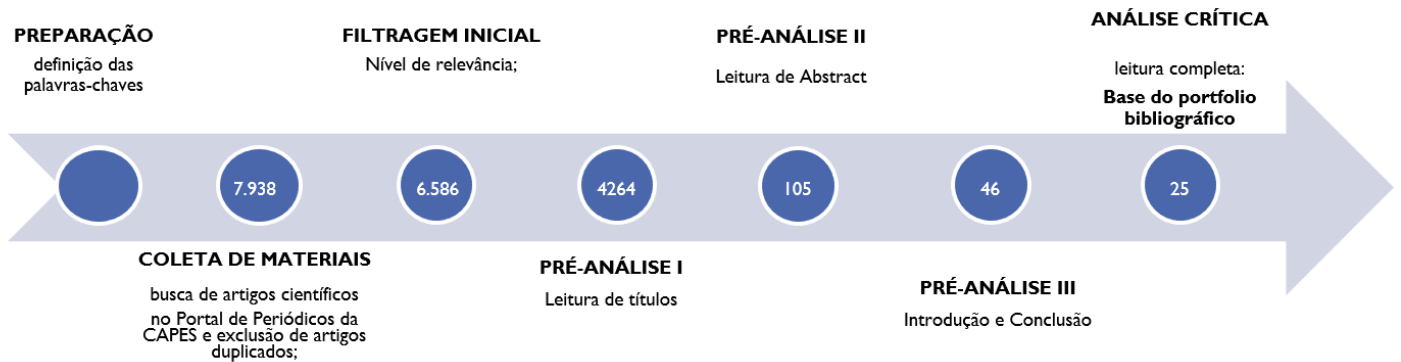 PREPARAÇÃO
definição das
palavras-chaves
FILTRAGEM INICIAL
Nível de relevância;
PRÉ-ANÁLISE II
Leitura de Abstract
ANÁLISE CRÍTICA
leitura completa:
Base do portfolio
bibliográfico
7.938
6.586
4264
105
46
25
COLETA DE MATERIAIS
busca de artigos científicos
no Portal de Periódicos da
CAPES e exclusão de artigos
duplicados;
PRÉ-ANÁLISE I
Leitura de títulos
PRÉ-ANÁLISE III
Introdução e Conclusão